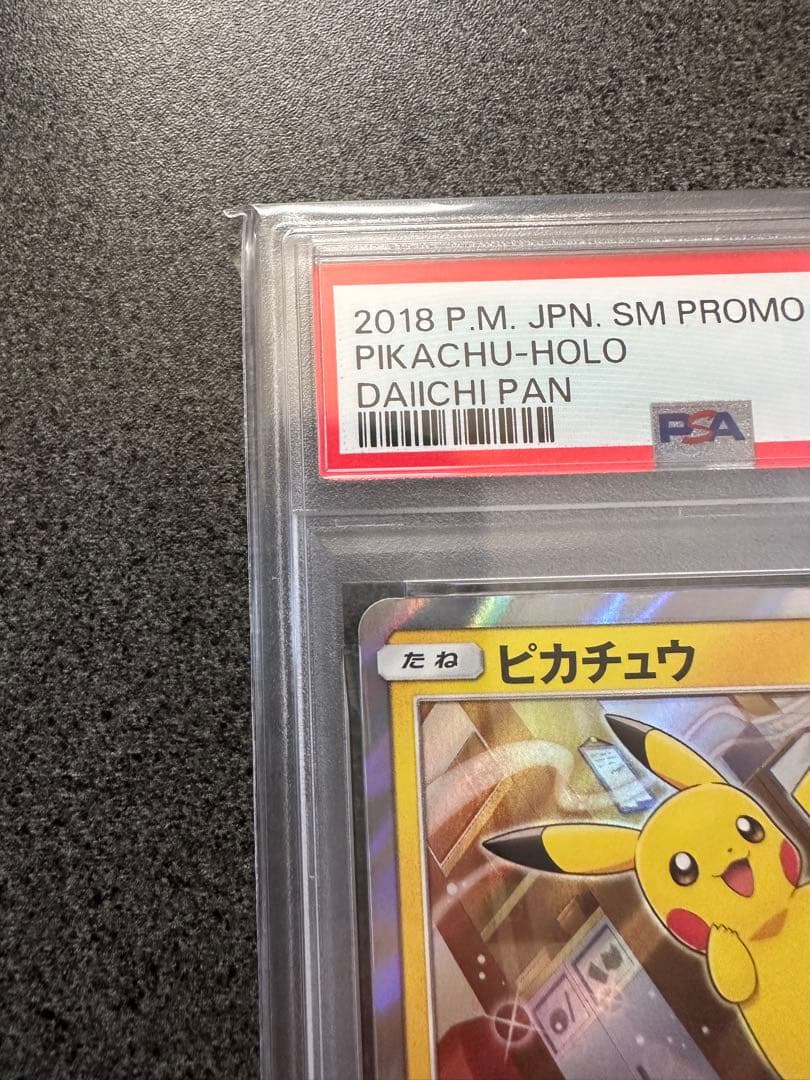 2018 P.M. JPN. SM PROMO
PIKACHU-HOLO
DAIICHI PAN
PSA
たね ピカチュウ